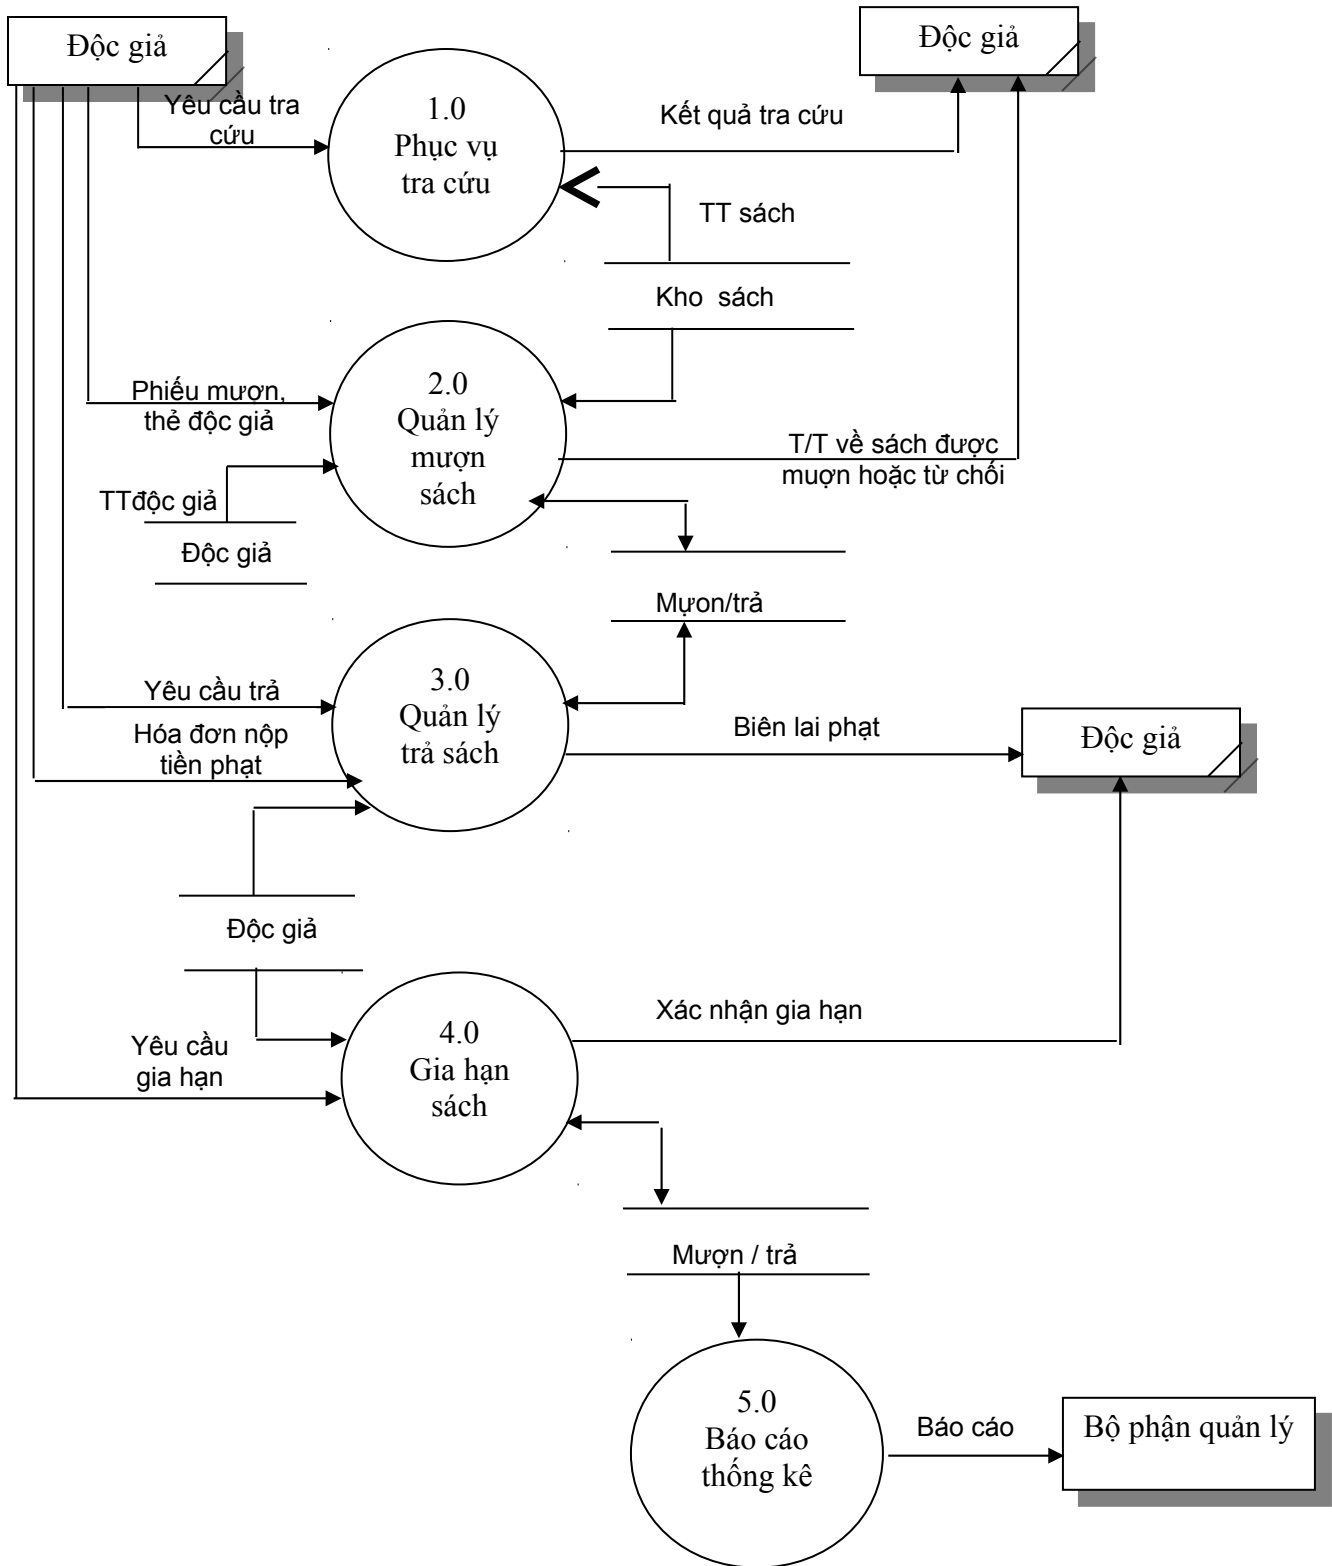 Độc giả
Độc giả
Yêu cầu tra
cứu
1.0
Phục vụ
tra cứu
Kết quả tra cứu
TT sách
Kho sách
Phiếu mượn,
thẻ độc giả
2.0
Quản lý
mượn
sách
T/T về sách được
muợn hoặc từ chối
TTđộc giả
Độc giả
Mựon/trả
Yêu cầu trả
3.0
Quản lý
trả sách
Hóa đơn nộp
tiền phạt
Biên lai phạt
Độc giả
Độc giả
Xác nhận gia hạn
4.0
Gia hạn
sách
Yêu cầu
gia hạn
Mượn / trả
5.0
Báo cáo
thống kê
Báo cáo
Bộ phận quản lý